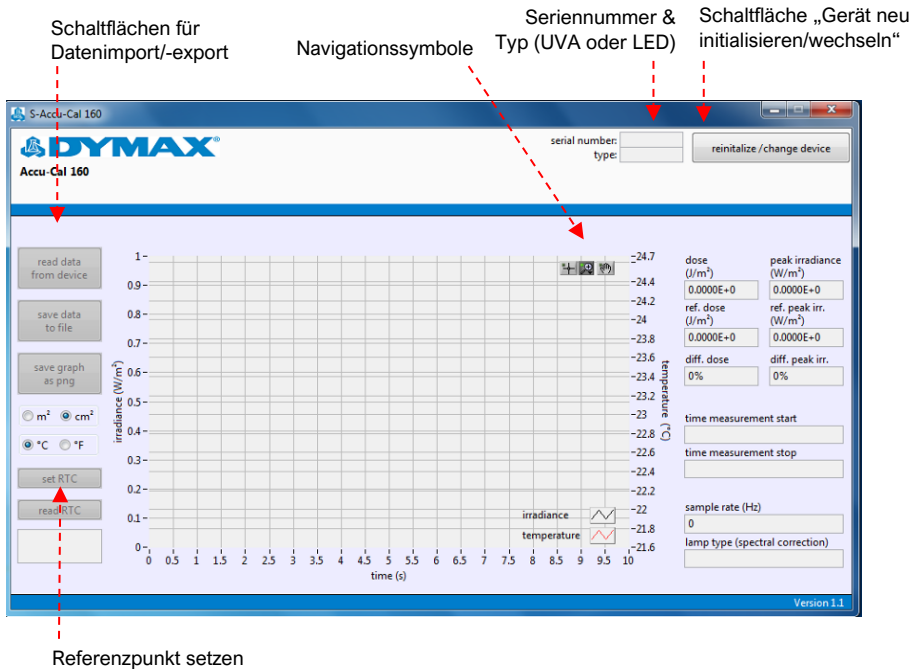 Schaltflächen für
Datenimport/-export
Navigationssymbole
Seriennummer &
Typ (UVA oder LED)
Schaltfläche „Gerät neu
initialisieren/wechseln“
S-Accu-Cal 160
DYMAX®
Accu-Cal 160
serial number:
type:
reinitalize /change device
read data
from device
save data
to file
save graph
as png
m² cm²
°C °F
set RTC
read RTC
irradiance (W/m²)
1
0.9
0.8
0.7
0.6
0.5
0.4
0.3
0.2
0.1
0
0 0.5 1 1.5 2 2.5 3 3.5 4 4.5 5 5.5 6 6.5 7 7.5 8 8.5 9 9.5 10
time (s)
irradiance
temperature
-24.7
-24.4
-24.2
-24
-23.8
-23.6
-23.4
-23.2
-23
-22.8
-22.6
-22.4
-22.2
-22
-21.8
-21.6
temperature (°C)
dose
(J/m²)
peak irradiance
(W/m²)
0.0000E+0 0.0000E+0
ref. dose
(J/m²)
ref. peak irr.
(W/m²)
0.0000E+0 0.0000E+0
diff. dose diff. peak irr.
0% 0%
time measurement start
time measurement stop
sample rate (Hz)
0
lamp type (spectral correction)
Version 1.1
Referenzpunkt setzen